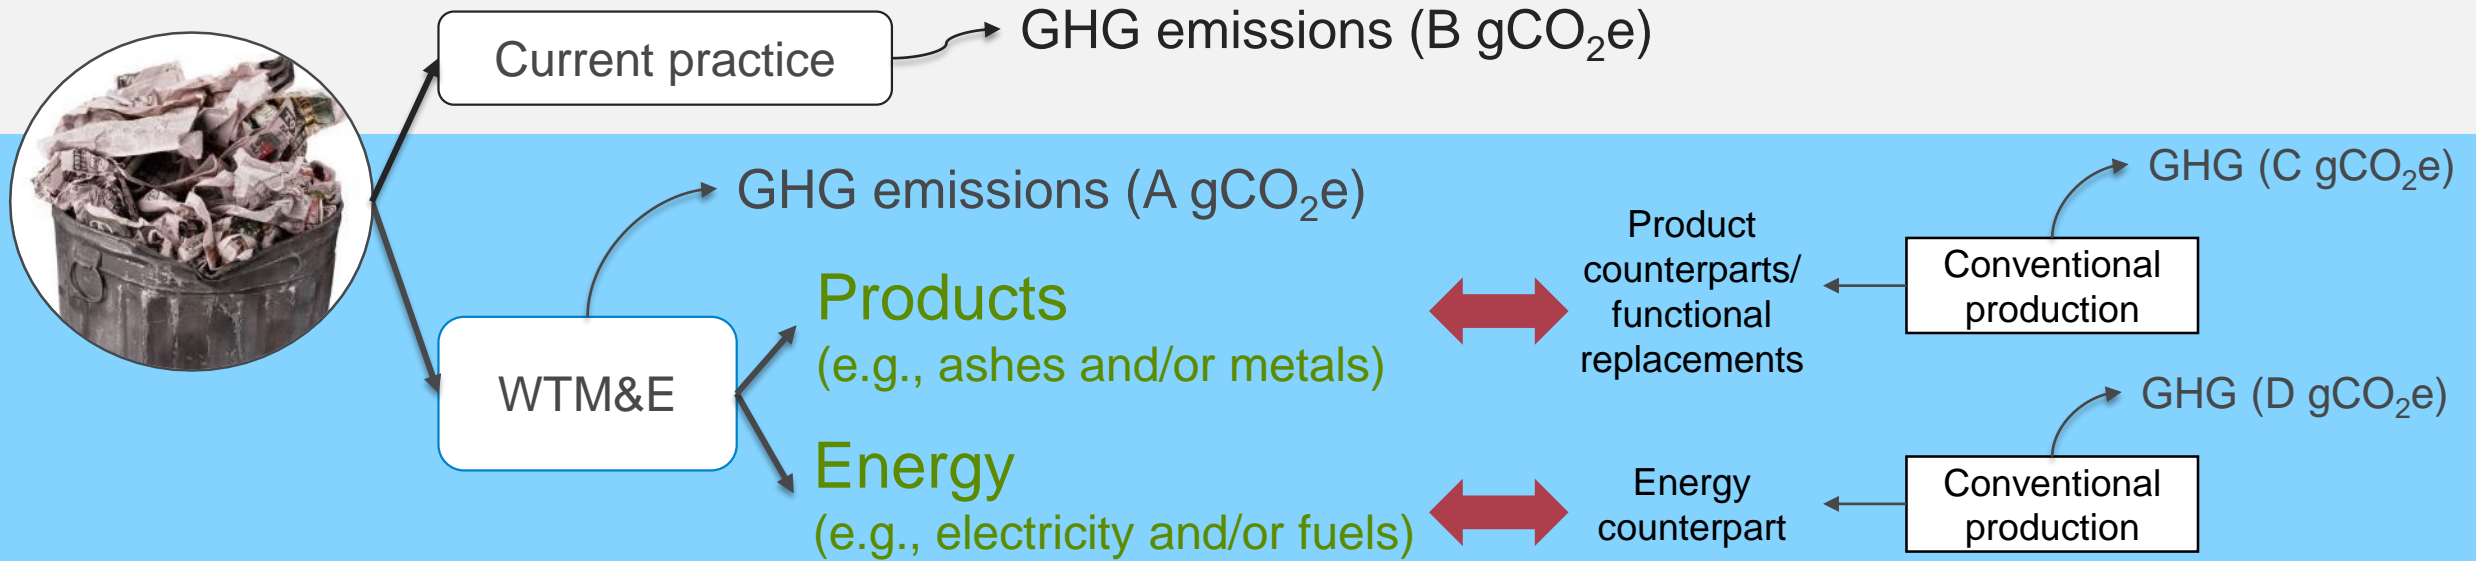 Current practice
GHG emissions (B gCO₂e)
GHG emissions (A gCO₂e)
WTM&E
Products
(e.g., ashes and/or metals)
Energy
(e.g., electricity and/or fuels)
Product
counterparts/
functional
replacements
Conventional
production
GHG (C gCO₂e)
Energy
counterpart
Conventional
production
GHG (D gCO₂e)